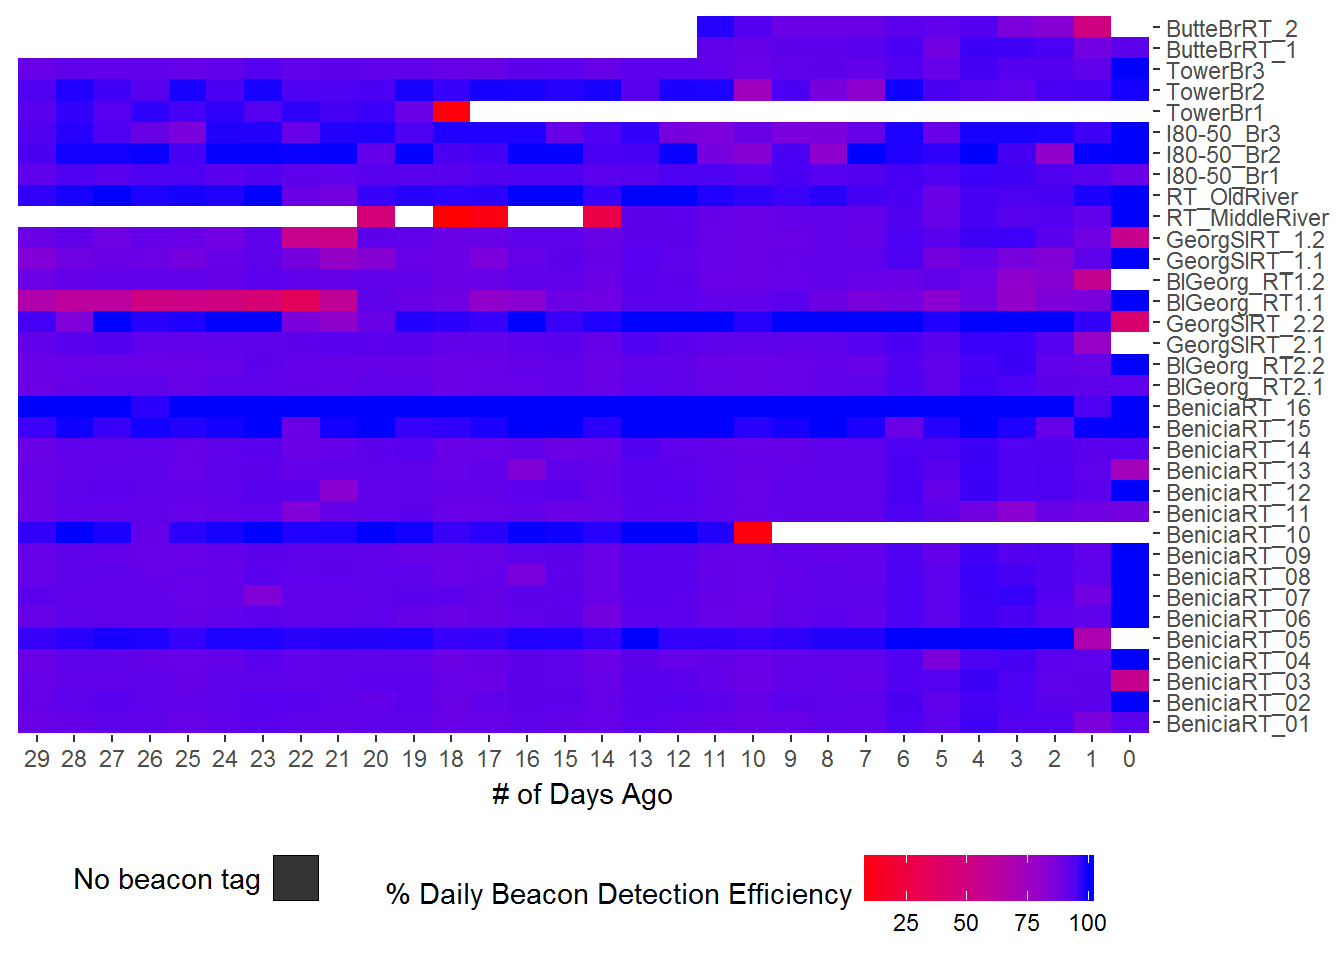 ButteBrRT_2
ButteBrRT_1
TowerBr3
TowerBr2
TowerBr1
I80-50_Br3
I80-50_Br2
I80-50_Br1
RT_OldRiver
RT_MiddleRiver
GeorgSlRT_1.2
GeorgSlRT_1.1
BlGeorg_RT1.2
BlGeorg_RT1.1
GeorgSlRT_2.2
GeorgSlRT_2.1
BlGeorg_RT2.2
BlGeorg_RT2.1
BeniciaRT_16
BeniciaRT_15
BeniciaRT_14
BeniciaRT_13
BeniciaRT_12
BeniciaRT_11
BeniciaRT_10
BeniciaRT_09
BeniciaRT_08
BeniciaRT_07
BeniciaRT_06
BeniciaRT_05
BeniciaRT_04
BeniciaRT_03
BeniciaRT_02
BeniciaRT_01
29 28 27 26 25 24 23 22 21 20 19 18 17 16 15 14 13 12 11 10 9 8 7 6 5 4 3 2 1 0
# of Days Ago
No beacon tag
% Daily Beacon Detection Efficiency
25 50 75 100